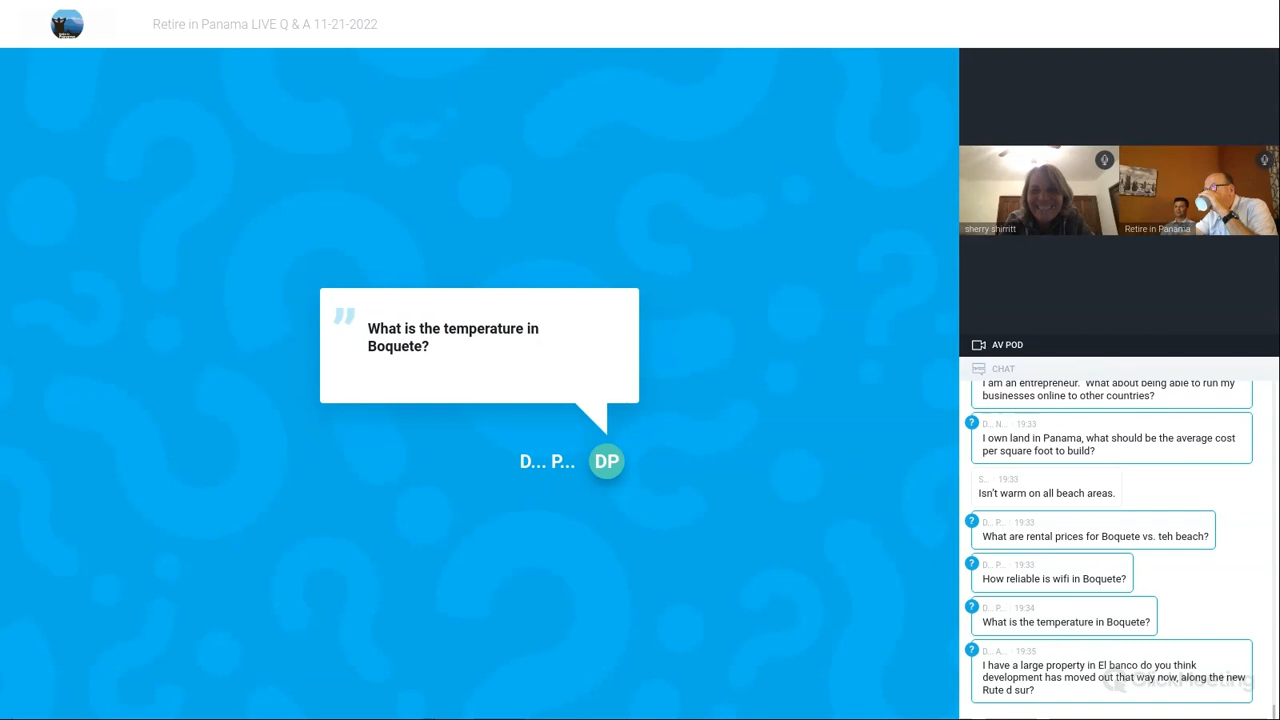 Retire in Panama LIVE Q & A 11-21-2022
What is the temperature in
Boquete?
D... P...
DP
sherry shirritt
Retire in Panama
AV POD
CHAT
I am an entrepreneur. What about being able to run my
businesses online to other countries?
D... N... · 19:33
I own land in Panama, what should be the average cost
per square foot to build?
S... · 19:33
Isn't warm on all beach areas.
D... P... · 19:33
What are rental prices for Boquete vs. teh beach?
D... P... · 19:33
How reliable is wifi in Boquete?
D... P... · 19:34
What is the temperature in Boquete?
D... A... · 19:35
I have a large property in El banco do you think
development has moved out that way now, along the new
Rute d sur?
ClickMeeting